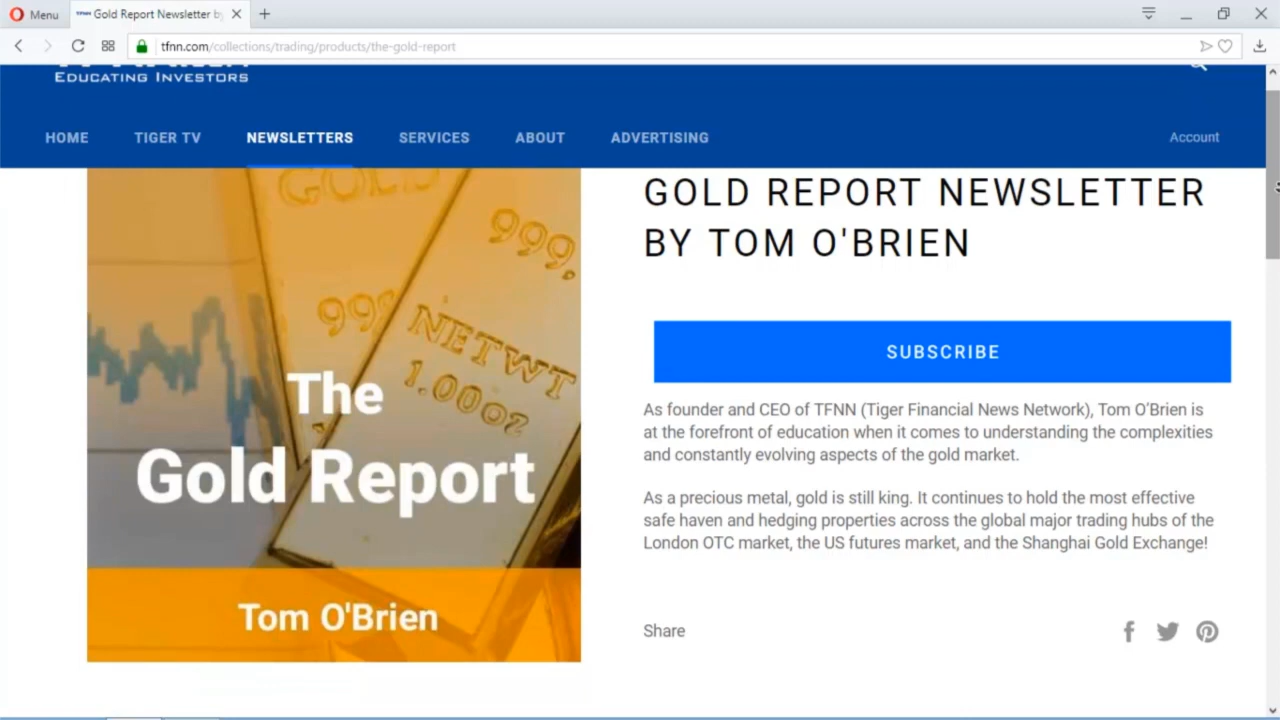 Menu
Gold Report Newsletter by
tfnn.com/collections/trading/products/the-gold-report
EDUCATING INVESTORS
HOME TIGER TV NEWSLETTERS SERVICES ABOUT ADVERTISING Account
GOLD
999.
999
NETWT
1.00oz
The
Gold Report
Tom O'Brien
GOLD REPORT NEWSLETTER
BY TOM O'BRIEN
SUBSCRIBE
As founder and CEO of TFNN (Tiger Financial News Network), Tom O'Brien is
at the forefront of education when it comes to understanding the complexities
and constantly evolving aspects of the gold market.
As a precious metal, gold is still king. It continues to hold the most effective
safe haven and hedging properties across the global major trading hubs of the
London OTC market, the US futures market, and the Shanghai Gold Exchange!
Share